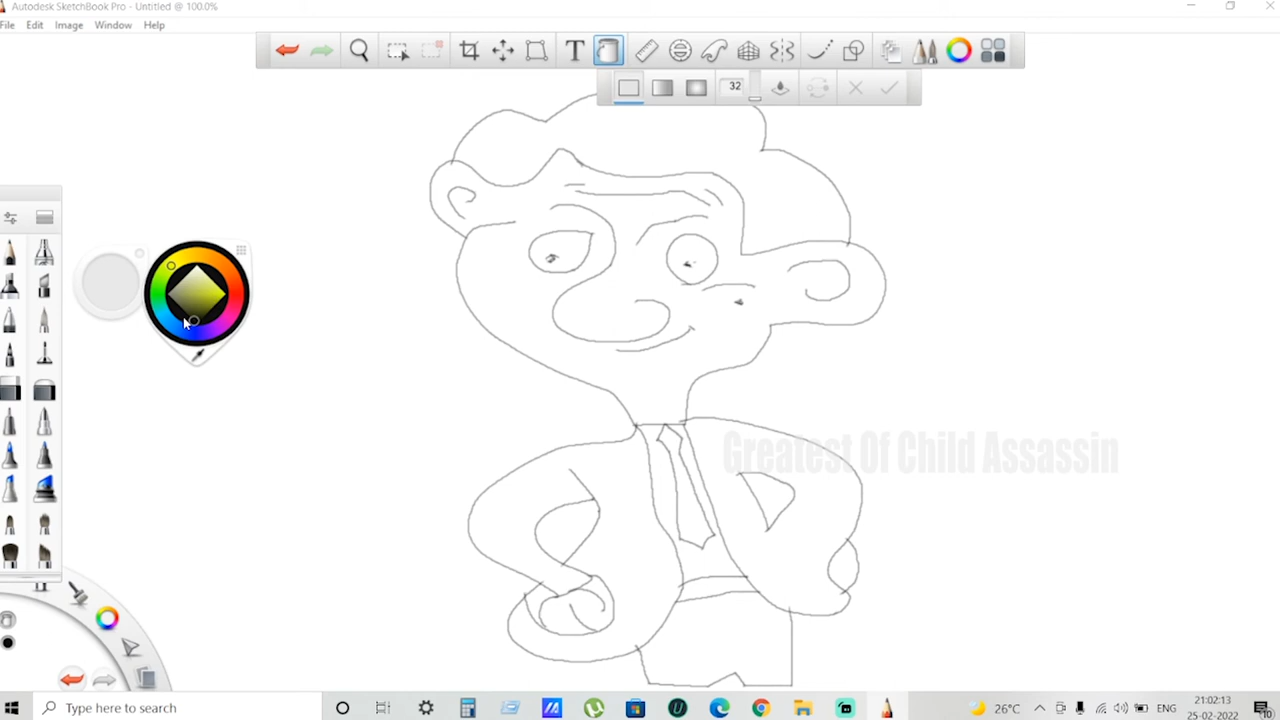 Autodesk SketchBook Pro - Untitled @ 100.0%
File Edit Image Window Help
T
32
Greatest Of Child Assassin
Type here to search
26°C ENG 21:02:13
25-02-2022